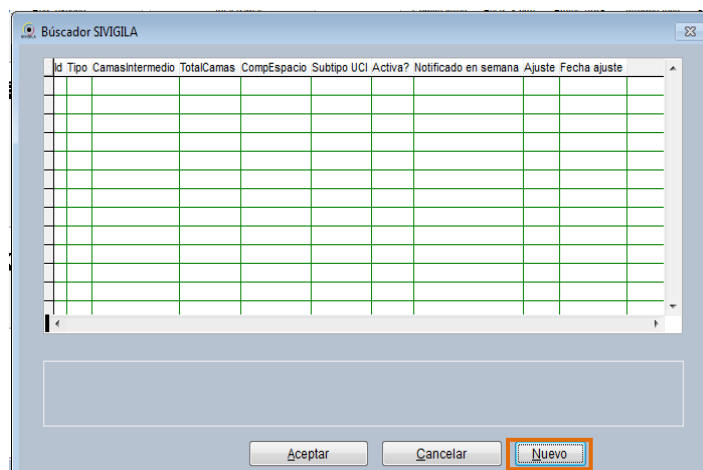 Búscador SIVIGILA
Id Tipo CamasIntermedio TotalCamas CompEspacio Subtipo UCI Activa? Notificado en semana Ajuste Fecha ajuste
Aceptar Cancelar Nuevo